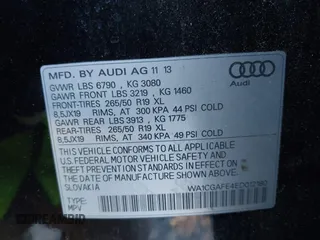 MFD. BY AUDI AG 11 13
GVWR LBS 6790 , KG 3080
GAWR FRONT LBS 3219 , KG 1460
FRONT-TIRES 265/50 R19 XL
8,5JX19 RIMS, AT 300 KPA/ 44 PSI COLD
GAWR REAR LBS 3913 , KG 1775
REAR-TIRES 265/50 R19 XL
8,5JX19 RIMS, AT 340 KPA/ 49 PSI COLD
THIS VEHICLE CONFORMS TO ALL APPLICABLE
U.S. FEDERAL MOTOR VEHICLE SAFETY AND
THEFT PREVENTION STANDARDS IN EFFECT ON
THE DATE OF MANUFACTURE SHOWN ABOVE.
SLOVAKIA
TYPE:
MPV